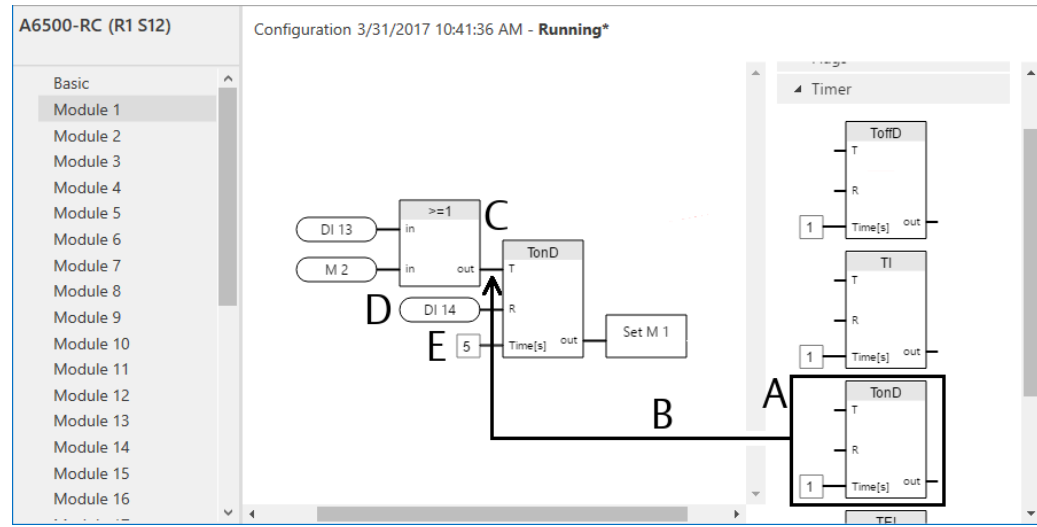 A6500-RC (R1 S12)
Configuration 3/31/2017 10:41:36 AM - Running*
Basic
Module 1
Module 2
Module 3
Module 4
Module 5
Module 6
Module 7
Module 8
Module 9
Module 10
Module 11
Module 12
Module 13
Module 14
Module 15
Module 16
>=1
C
DI 13
in
M 2
in
out
TonD
T
D
DI 14
R
E
5
Time[s]
out
Set M 1
B
Timer
ToffD
T
R
1
Time[s]
out
TI
T
R
1
Time[s]
out
A
TonD
T
R
1
Time[s]
out